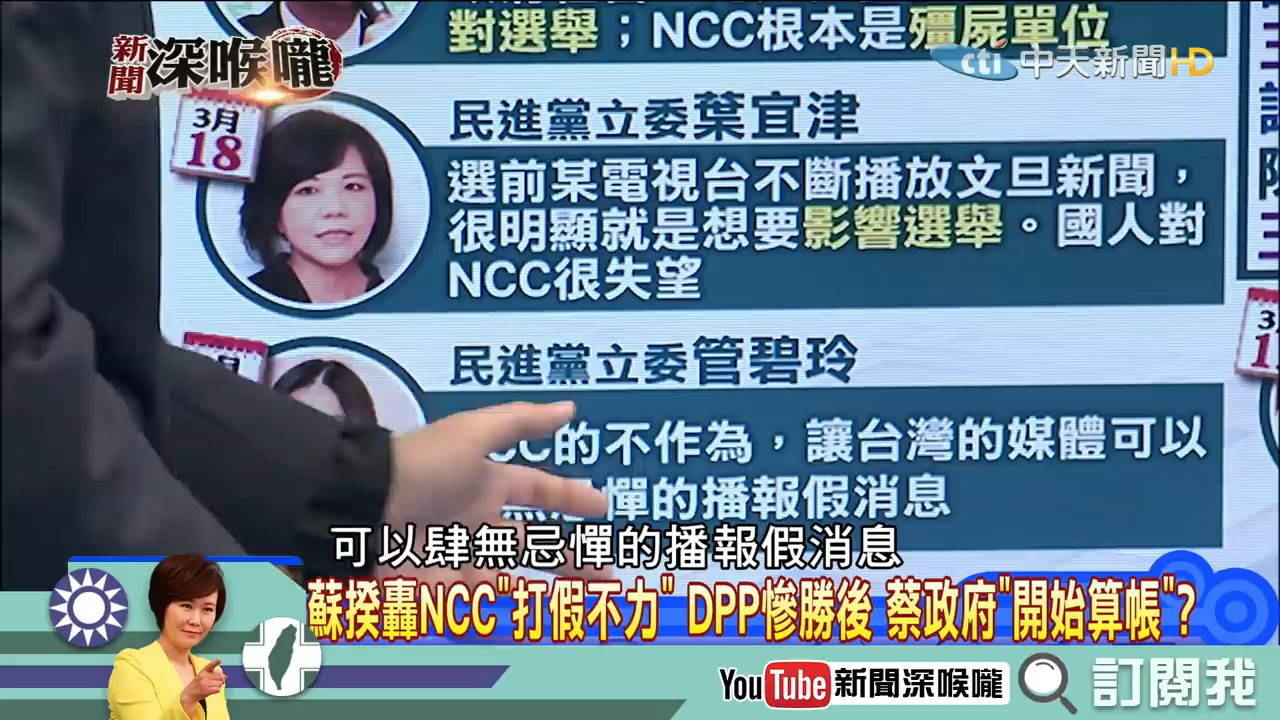 對選舉；NCC根本是殭屍單位
新聞深喉嚨
cti中天新聞HD
3月
18
民進黨立委葉宜津
選前某電視台不斷播放文旦新聞，
很明顯就是想要影響選舉。國人對
NCC很失望
民進黨立委管碧玲
CC的不作為，讓台灣的媒體可以
憚的播報假消息
可以肆無忌憚的播報假消息
蘇揆轟NCC"打假不力" DPP慘勝後 蔡政府"開始算帳"?
YouTube新聞深喉嚨
訂閱我